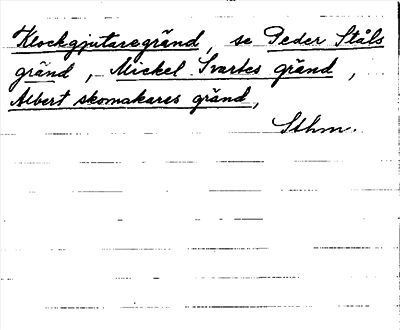 Klockgjutaregränd, se Peder Ståls
gränd, Mickel Svartes gränd,
Albert skomakares gränd,
Sthm.